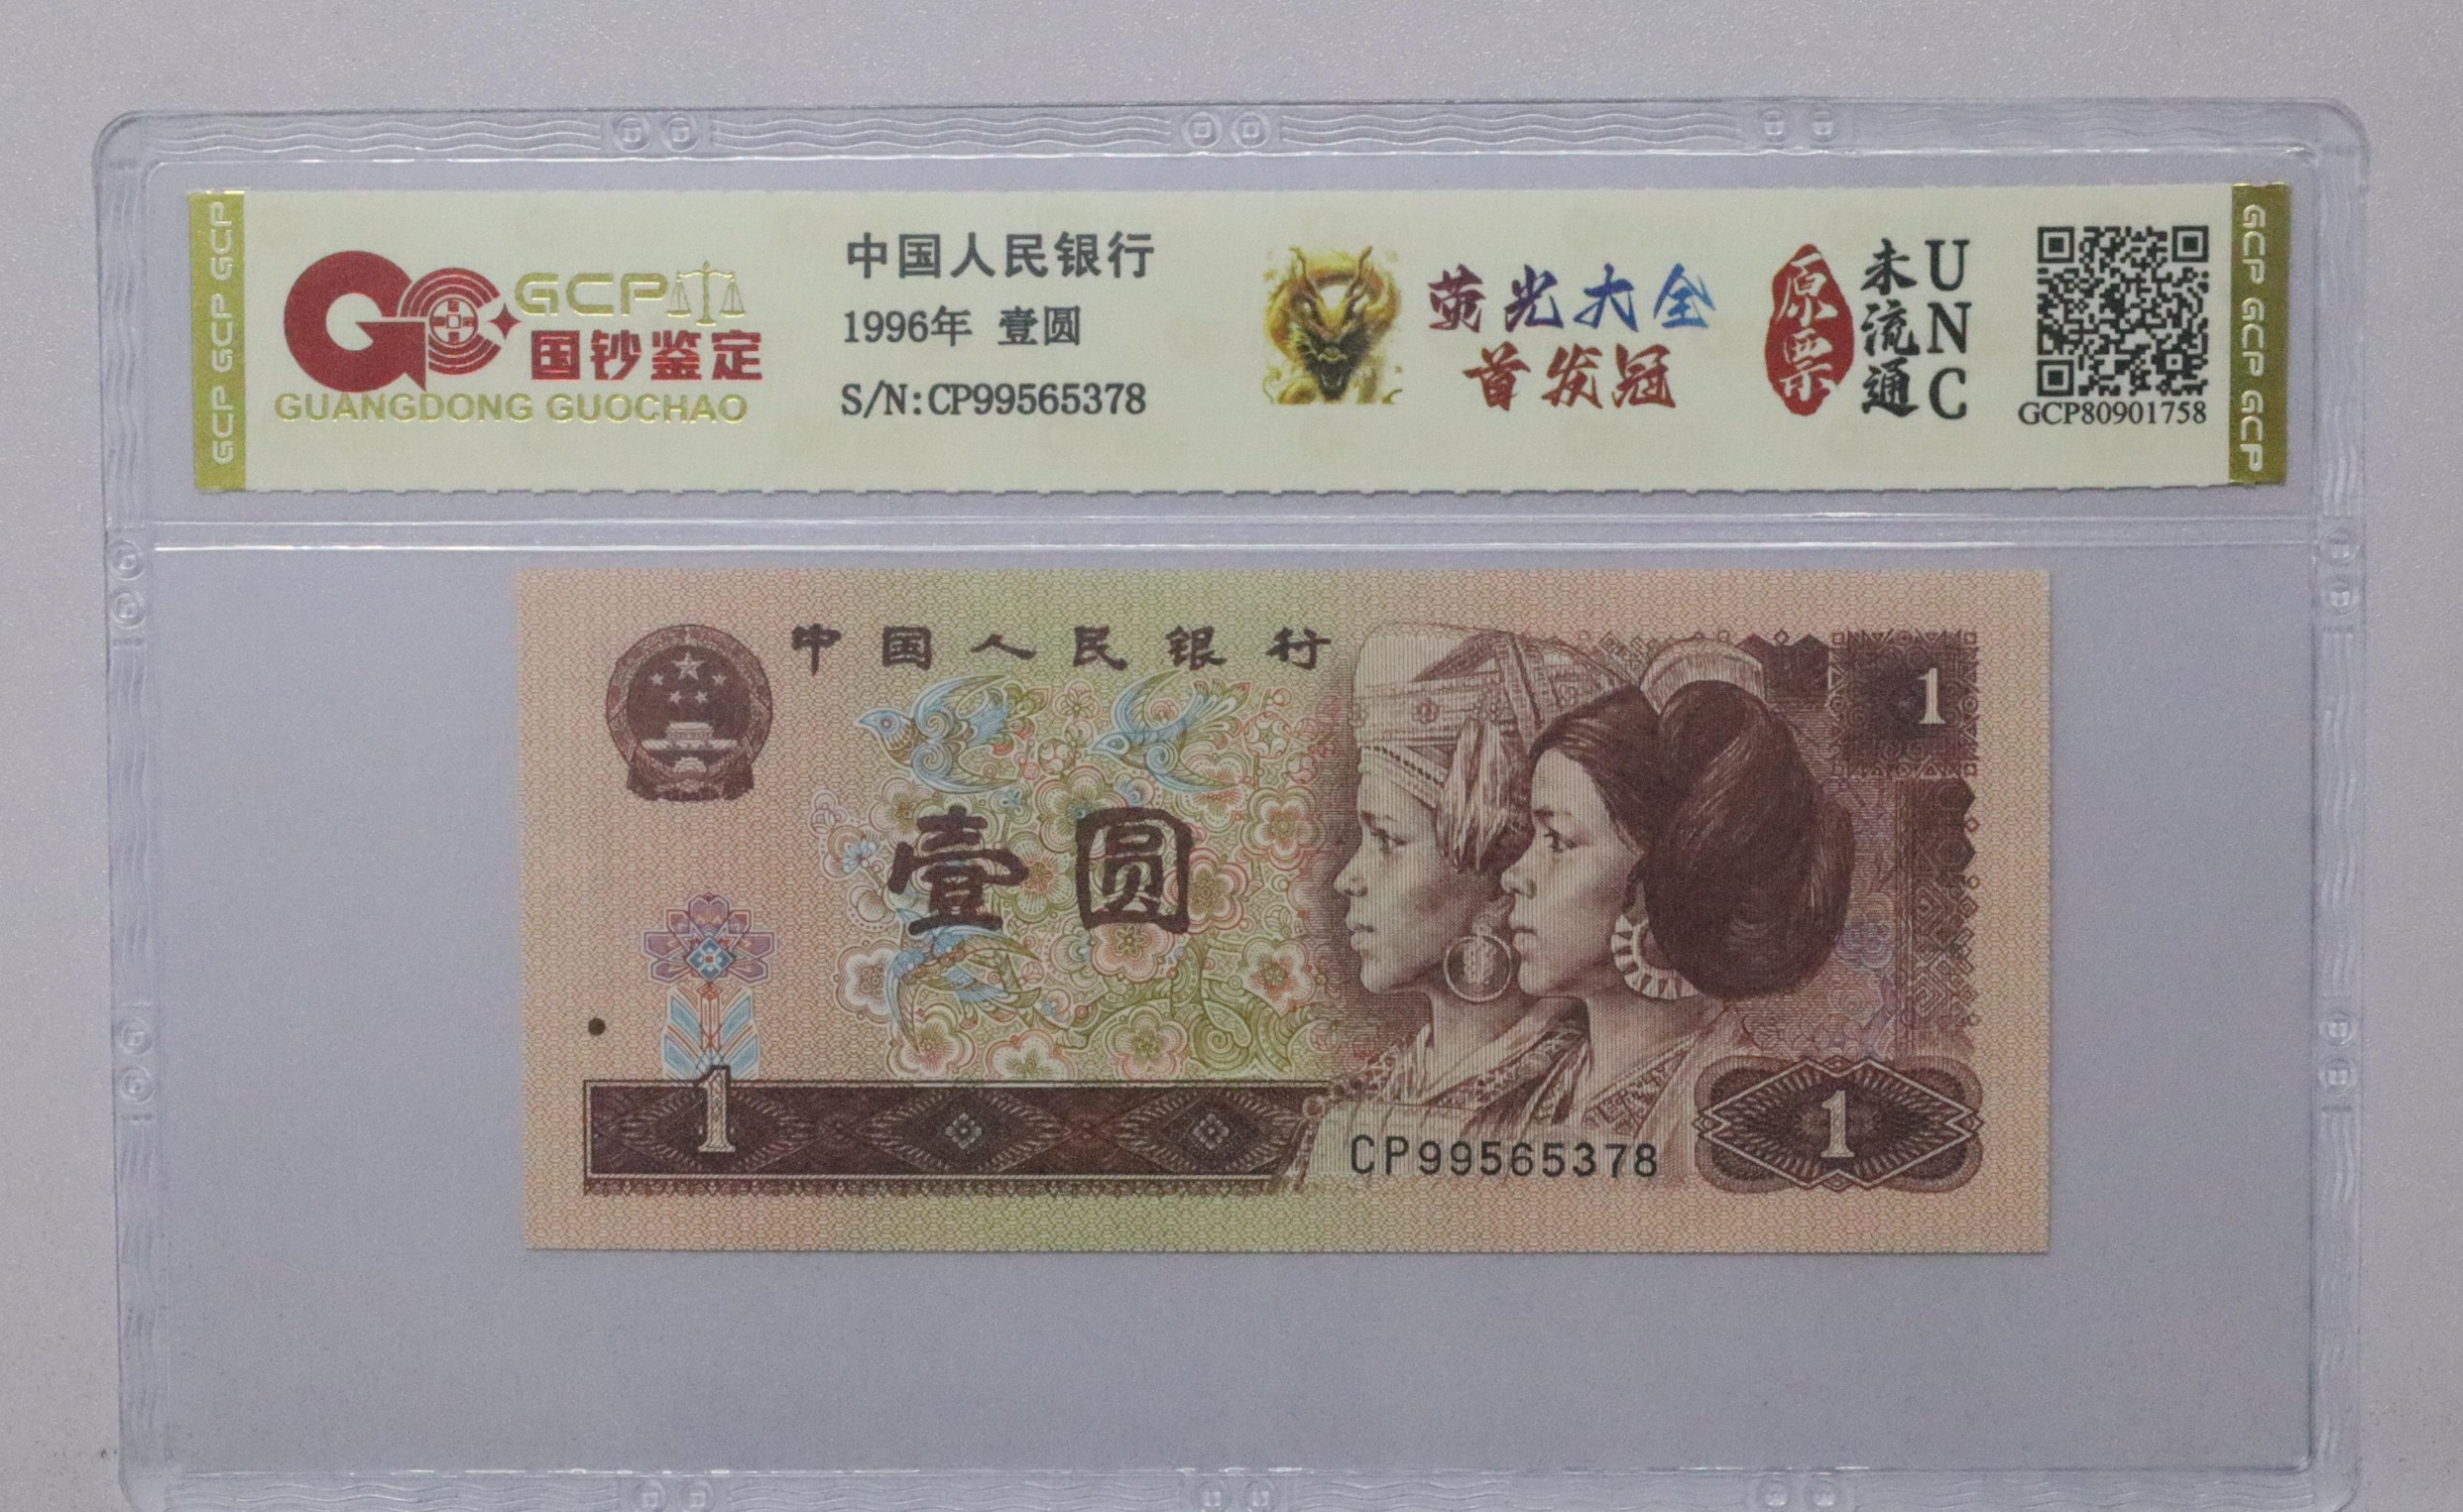 GCP GCP GCP
GCP
国钞鉴定
GUANGDONG GUOCHAO
中国人民银行
1996年 壹圆
S/N:CP99565378
荧光大全
首发冠
原票
未流通
UNC
GCP80901758
GCP GCP GCP
中国人民银行
1
壹圆
1
CP99565378
1